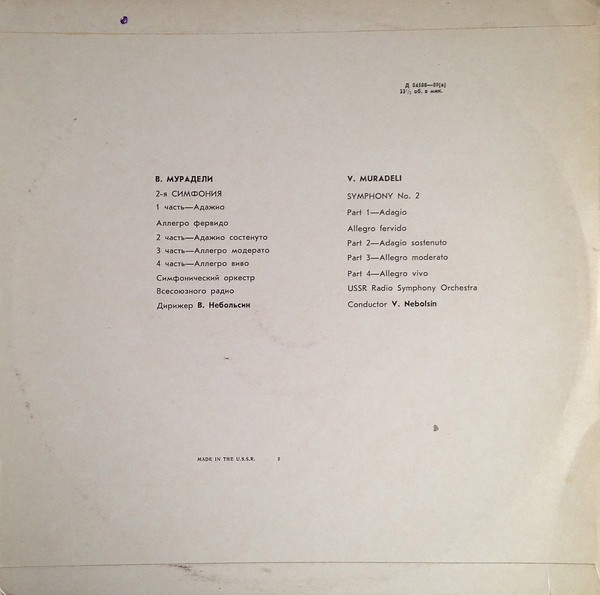 33⅓ об. в мин.
В. МУРАДЕЛИ
2-я СИМФОНИЯ
1 часть—Адажио
Аллегро фервидо
2 часть—Адажио состенуто
3 часть—Аллегро модерато
4 часть—Аллегро виво
Симфонический оркестр
Всесоюзного радио
Дирижер В. Небольсин
V. MURADELI
SYMPHONY No. 2
Part 1—Adagio
Allegro fervido
Part 2—Adagio sostenuto
Part 3—Allegro moderato
Part 4—Allegro vivo
USSR Radio Symphony Orchestra
Conductor V. Nebolsin
MADE IN THE U.S.S.R.